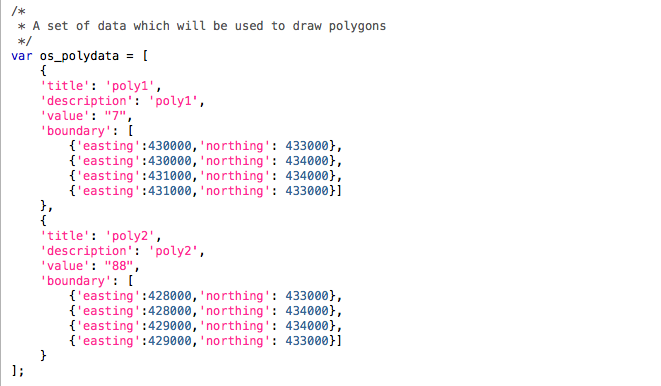 /*
 * A set of data which will be used to draw polygons
 */
var os_polydata = [
    {
    'title': 'poly1',
    'description': 'poly1',
    'value': "7",
    'boundary': [
        {'easting':430000,'northing': 433000},
        {'easting':430000,'northing': 434000},
        {'easting':431000,'northing': 434000},
        {'easting':431000,'northing': 433000}]
    },
    {
    'title': 'poly2',
    'description': 'poly2',
    'value': "88",
    'boundary': [
        {'easting':428000,'northing': 433000},
        {'easting':428000,'northing': 434000},
        {'easting':429000,'northing': 434000},
        {'easting':429000,'northing': 433000}]
    }
];